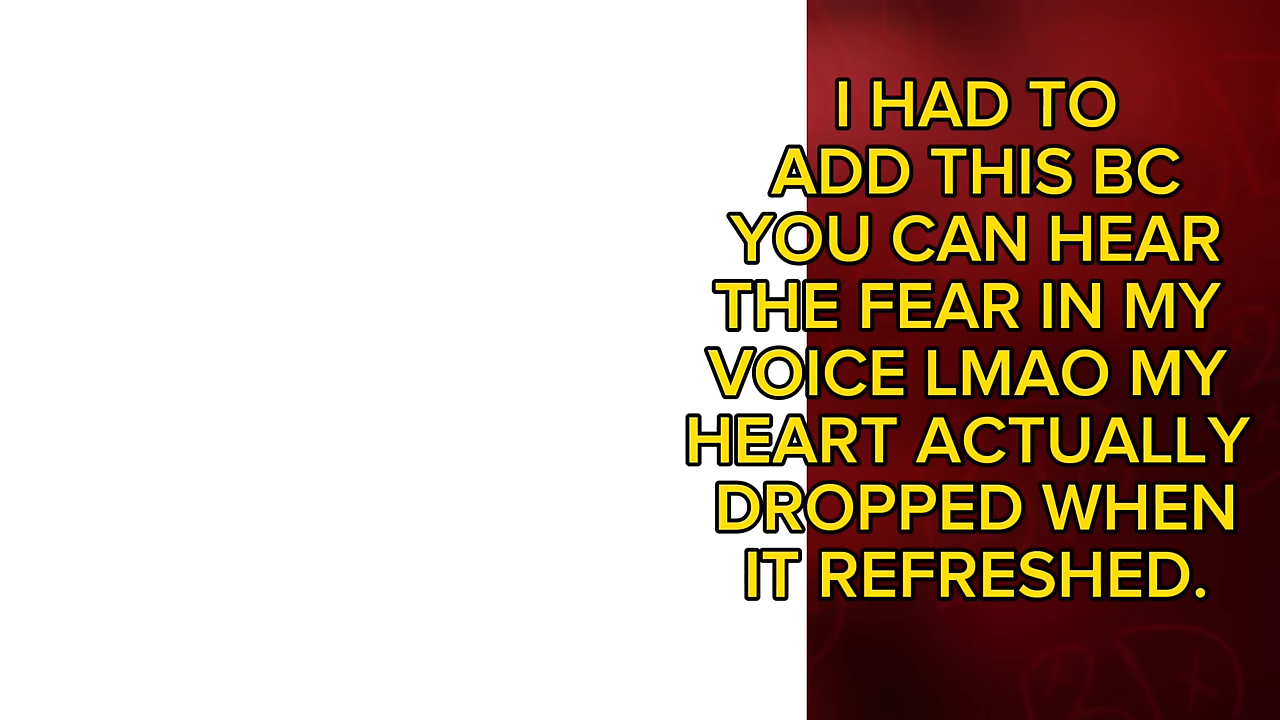 I HAD TO
ADD THIS BC
YOU CAN HEAR
THE FEAR IN MY
VOICE LMAO MY
HEART ACTUALLY
DROPPED WHEN
IT REFRESHED.